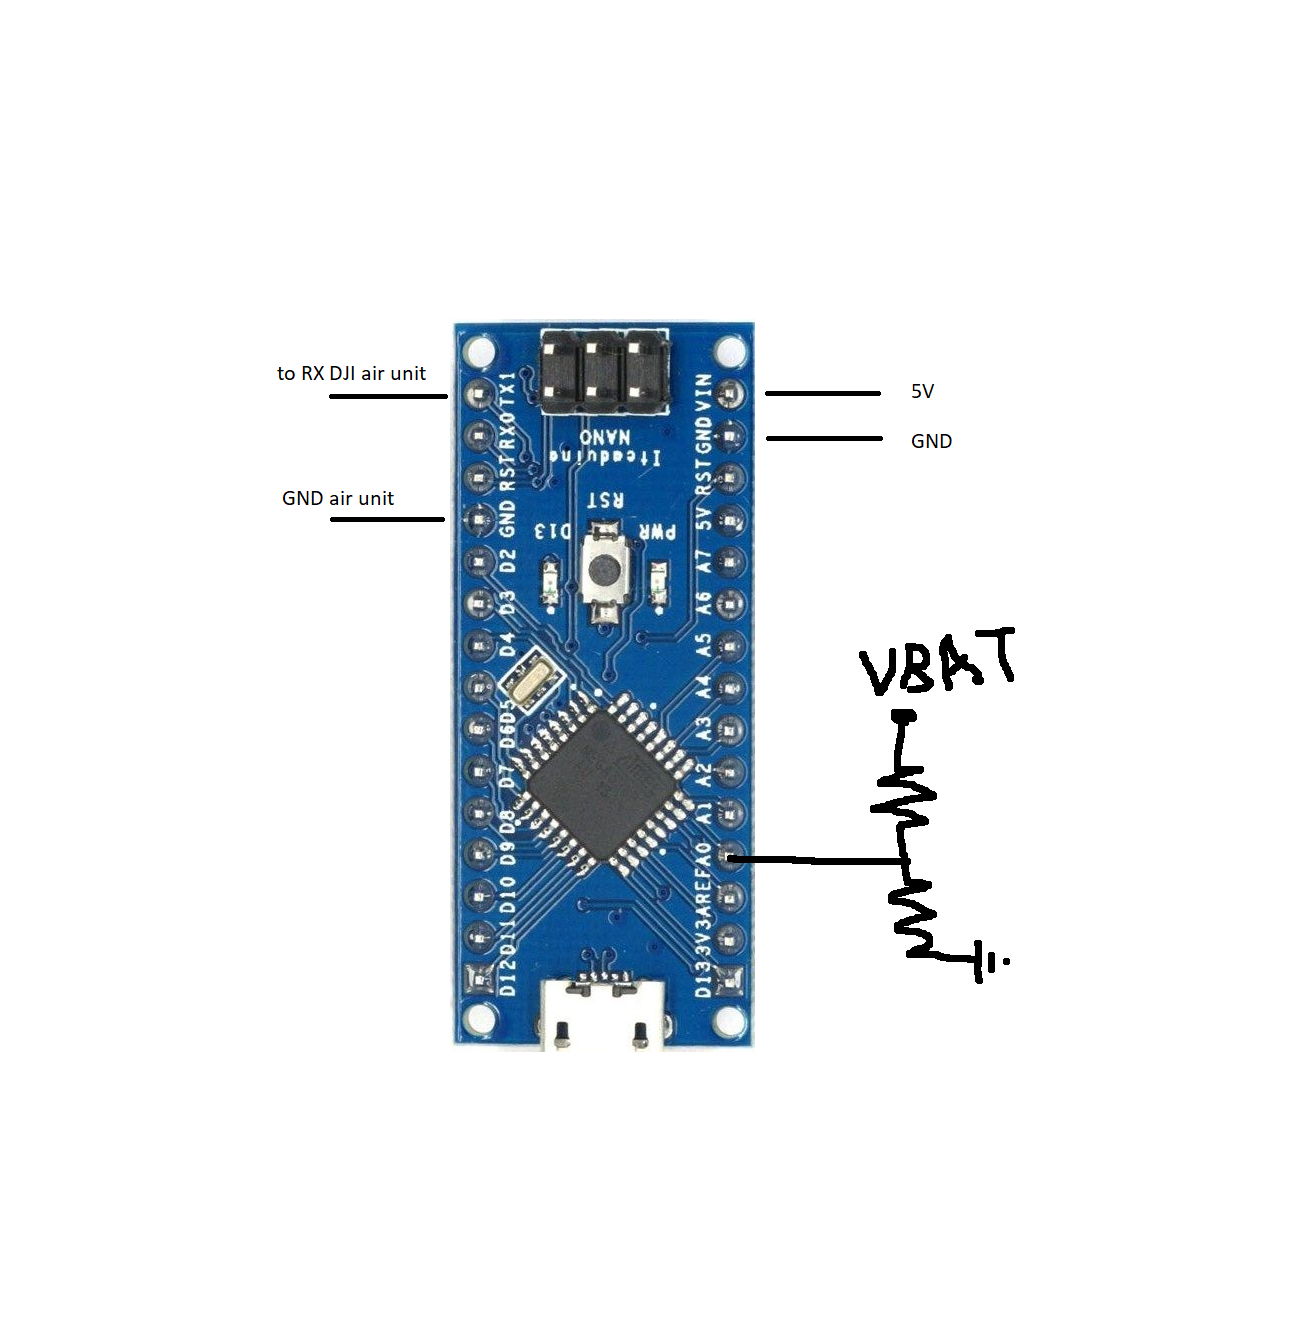 to RX DJI air unit
GND air unit
5V
GND
VBAT
TX1
RX0
RST
GND
D2
D3
D4
D5
D6
D7
D8
D9
D10
D11
D12
NANO
Iteaduino
RST
D13
PWR
VIN
GND
RST
5V
A7
A6
A5
A4
A3
A2
A1
A0
AREF
3V3
D13